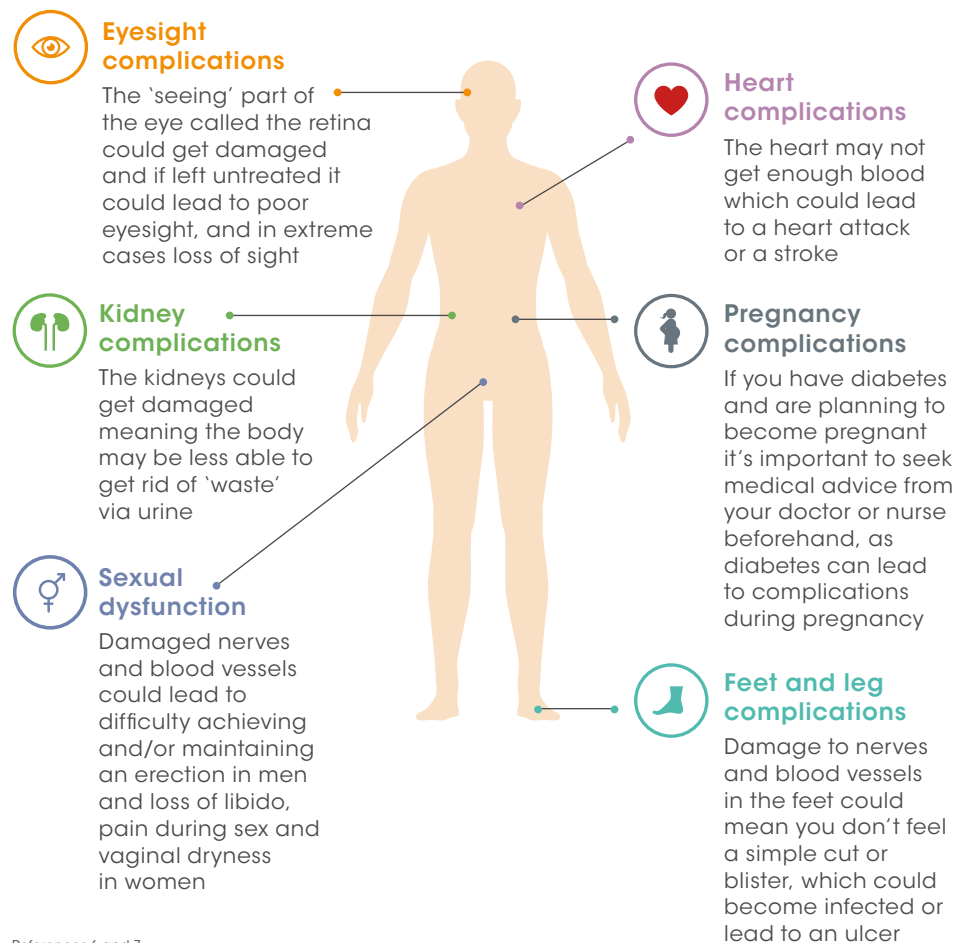 Eyesight
complications
The ‘seeing’ part of
the eye called the retina
could get damaged
and if left untreated it
could lead to poor
eyesight, and in extreme
cases loss of sight
Kidney
complications
The kidneys could
get damaged
meaning the body
may be less able to
get rid of ‘waste’
via urine
Sexual
dysfunction
Damaged nerves
and blood vessels
could lead to
difficulty achieving
and/or maintaining
an erection in men
and loss of libido,
pain during sex and
vaginal dryness
in women
Heart
complications
The heart may not
get enough blood
which could lead
to a heart attack
or a stroke
Pregnancy
complications
If you have diabetes
and are planning to
become pregnant
it’s important to seek
medical advice from
your doctor or nurse
beforehand, as
diabetes can lead
to complications
during pregnancy
Feet and leg
complications
Damage to nerves
and blood vessels
in the feet could
mean you don’t feel
a simple cut or
blister, which could
become infected or
lead to an ulcer